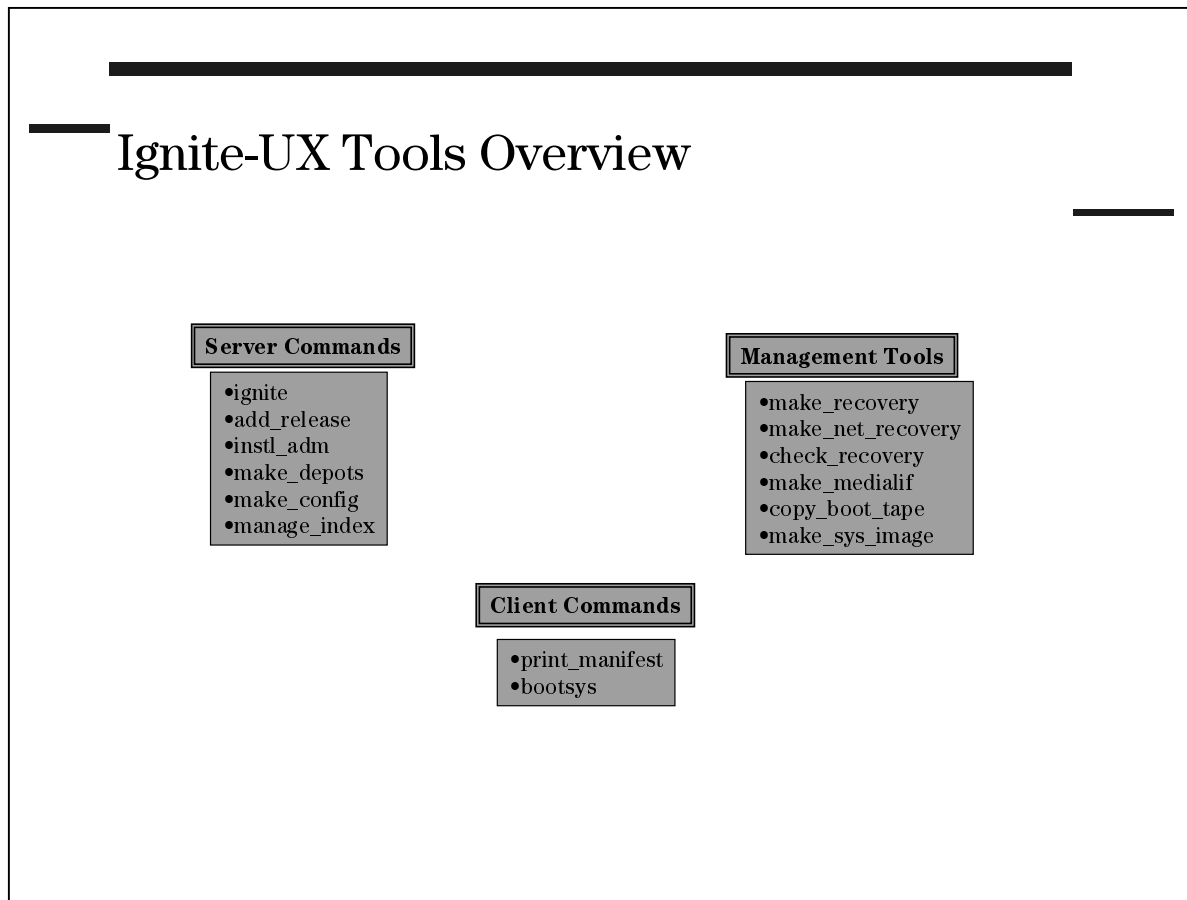 Ignite-UX Tools Overview
Server Commands
•ignite
•add_release
•instl_adm
•make_depots
•make_config
•manage_index
Management Tools
•make_recovery
•make_net_recovery
•check_recovery
•make_medialif
•copy_boot_tape
•make_sys_image
Client Commands
•print_manifest
•bootsys